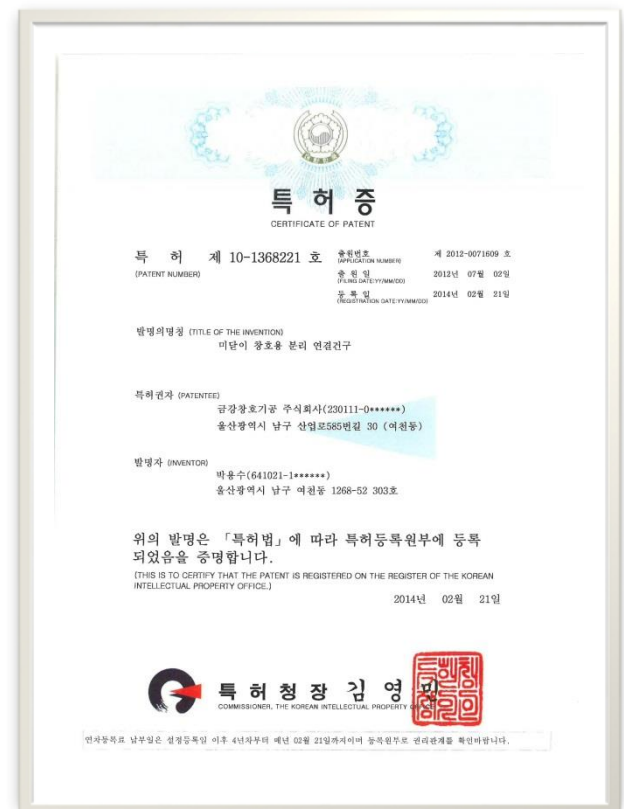 특허증
CERTIFICATE OF PATENT
특 허 제 10-1368221 호
(PATENT NUMBER)
출원번호 제 2012-0071609 호
(APPLICATION NUMBER)
출원일 2012년 07월 02일
(FILING DATE:YY/MM/DD)
등록일 2014년 02월 21일
(REGISTRATION DATE:YY/MM/DD)
발명의명칭 (TITLE OF THE INVENTION)
미닫이 창호용 분리 연결건구
특허권자 (PATENTEE)
금강창호기공 주식회사(230111-0******)
울산광역시 남구 산업로585번길 30 (여천동)
발명자 (INVENTOR)
박용수(641021-1******)
울산광역시 남구 여천동 1268-52 303호
위의 발명은 「특허법」에 따라 특허등록원부에 등록
되었음을 증명합니다.
(THIS IS TO CERTIFY THAT THE PATENT IS REGISTERED ON THE REGISTER OF THE KOREAN
INTELLECTUAL PROPERTY OFFICE.)
2014년 02월 21일
특허청장 김영민
COMMISSIONER, THE KOREAN INTELLECTUAL PROPERTY OFFICE
연차등록료 납부일은 설정등록일 이후 4년차부터 매년 02월 21일까지이며 등록원부로 권리관계를 확인바랍니다.